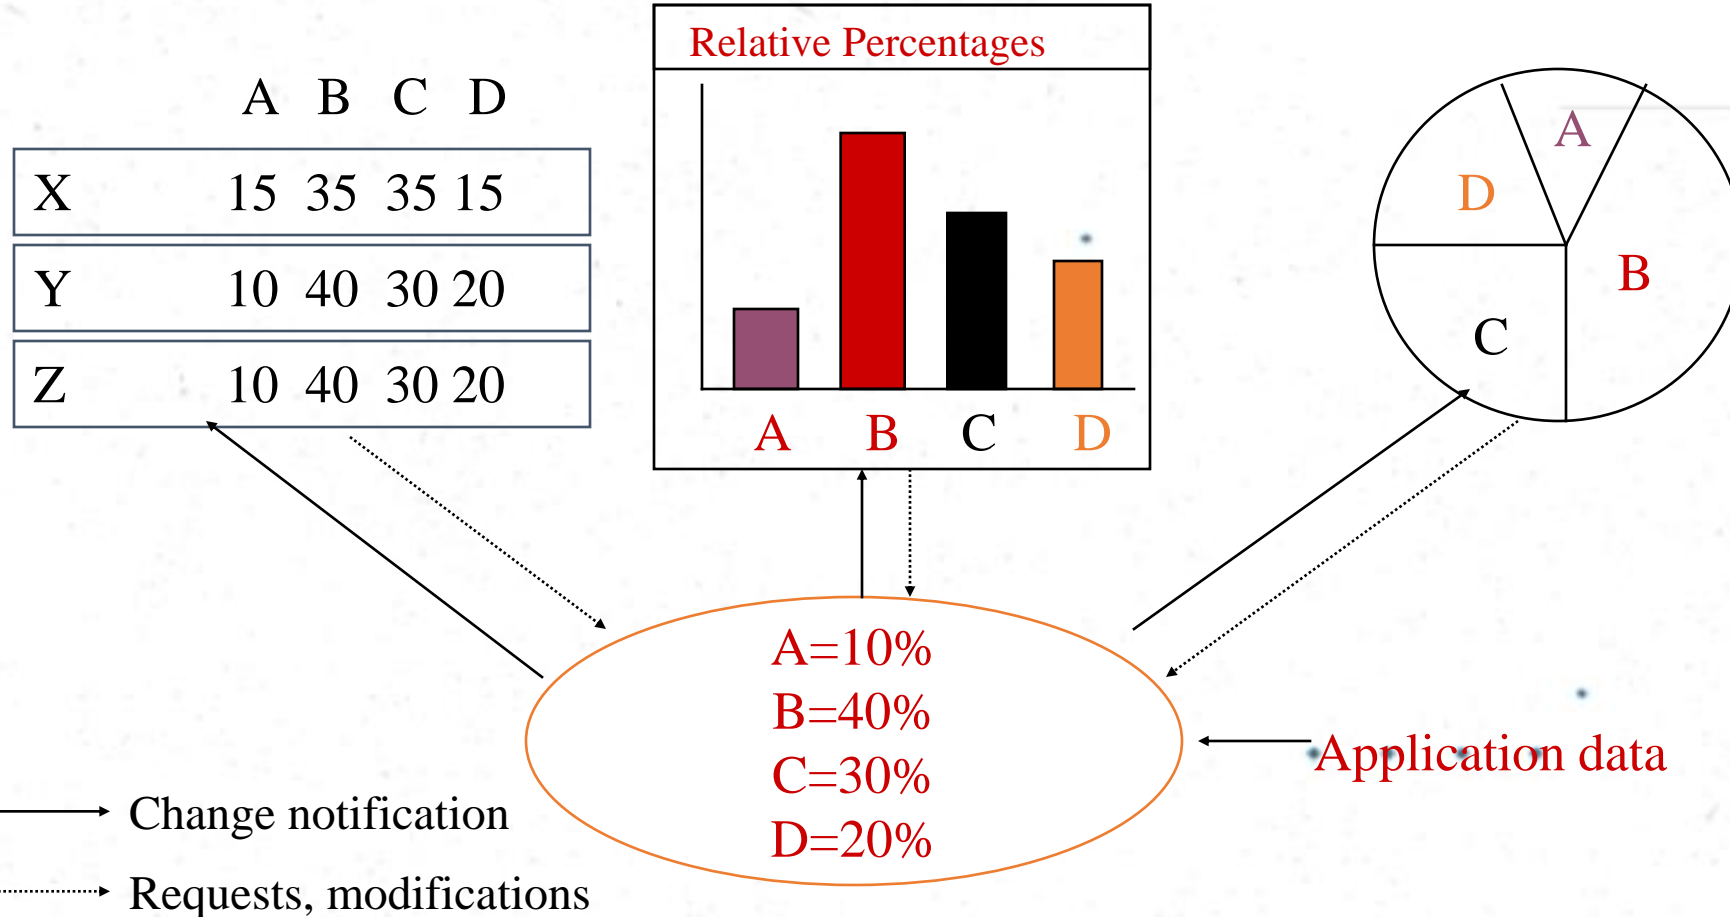 A B C D
X 15 35 35 15
Y 10 40 30 20
Z 10 40 30 20
Relative Percentages
A B C D
A
D
B
C
A=10%
B=40%
C=30%
D=20%
Application data
Change notification
Requests, modifications